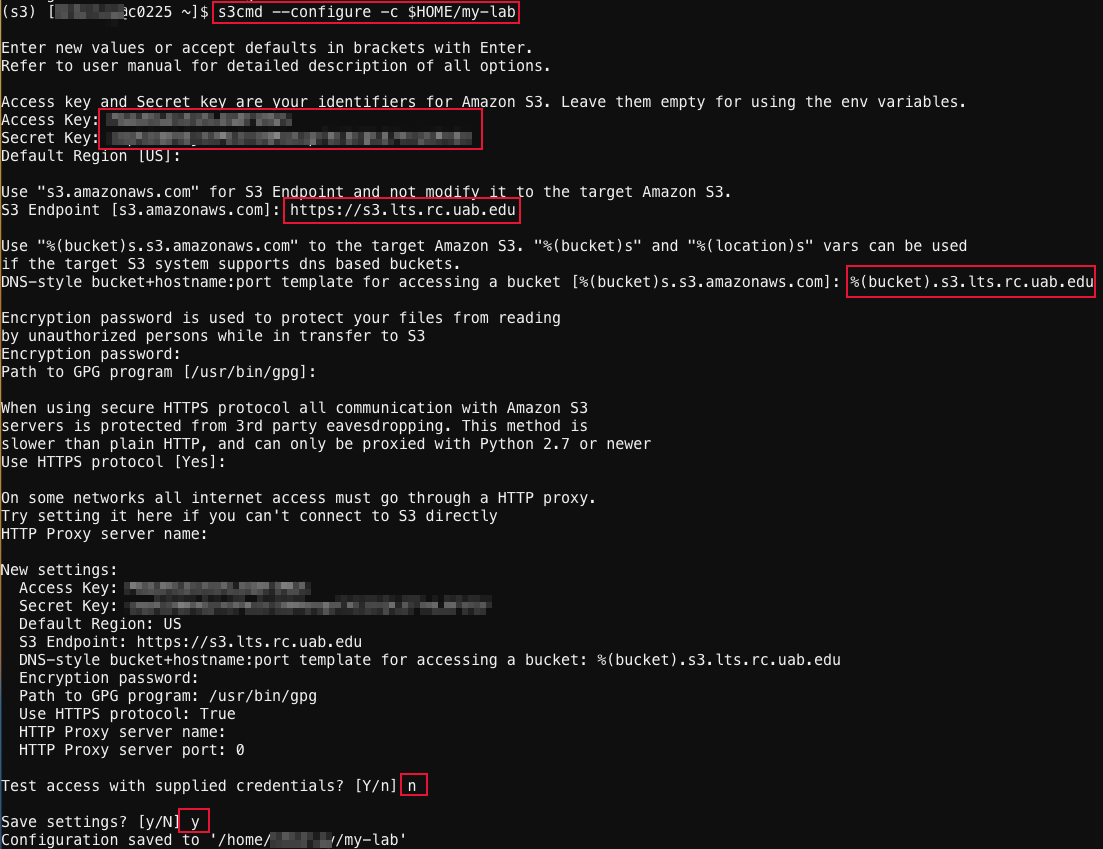 (s3) [@c0225 ~]$ s3cmd --configure -c $HOME/my-lab
Enter new values or accept defaults in brackets with Enter.
Refer to user manual for detailed description of all options.
Access key and Secret key are your identifiers for Amazon S3. Leave them empty for using the env variables.
Access Key:
Secret Key:
Default Region [US]:
Use "s3.amazonaws.com" for S3 Endpoint and not modify it to the target Amazon S3.
S3 Endpoint [s3.amazonaws.com]: https://s3.lts.rc.uab.edu
Use "%(bucket)s.s3.amazonaws.com" to the target Amazon S3. "%(bucket)s" and "%(location)s" vars can be used
if the target S3 system supports dns based buckets.
DNS-style bucket+hostname:port template for accessing a bucket [%(bucket)s.s3.amazonaws.com]: %(bucket).s3.lts.rc.uab.edu
Encryption password is used to protect your files from reading
by unauthorized persons while in transfer to S3
Encryption password:
Path to GPG program [/usr/bin/gpg]:
When using secure HTTPS protocol all communication with Amazon S3
servers is protected from 3rd party eavesdropping. This method is
slower than plain HTTP, and can only be proxied with Python 2.7 or newer
Use HTTPS protocol [Yes]:
On some networks all internet access must go through a HTTP proxy.
Try setting it here if you can't connect to S3 directly
HTTP Proxy server name:
New settings:
Access Key:
Secret Key:
Default Region: US
S3 Endpoint: https://s3.lts.rc.uab.edu
DNS-style bucket+hostname:port template for accessing a bucket: %(bucket).s3.lts.rc.uab.edu
Encryption password:
Path to GPG program: /usr/bin/gpg
Use HTTPS protocol: True
HTTP Proxy server name:
HTTP Proxy server port: 0
Test access with supplied credentials? [Y/n] n
Save settings? [y/N] y
Configuration saved to '/home//my-lab'